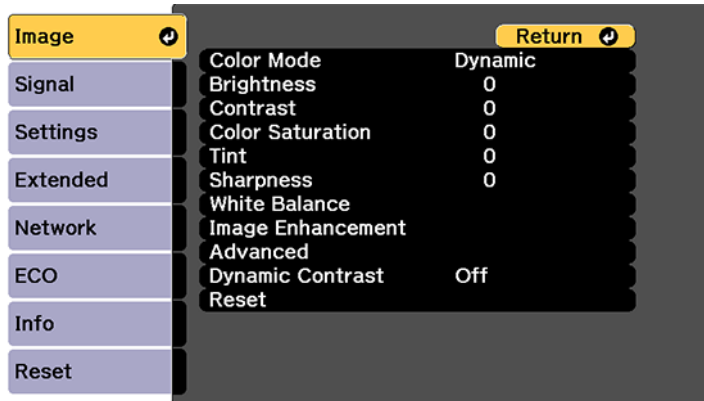 Image
Signal
Settings
Extended
Network
ECO
Info
Reset
Return
Color Mode Dynamic
Brightness 0
Contrast 0
Color Saturation 0
Tint 0
Sharpness 0
White Balance
Image Enhancement
Advanced
Dynamic Contrast Off
Reset